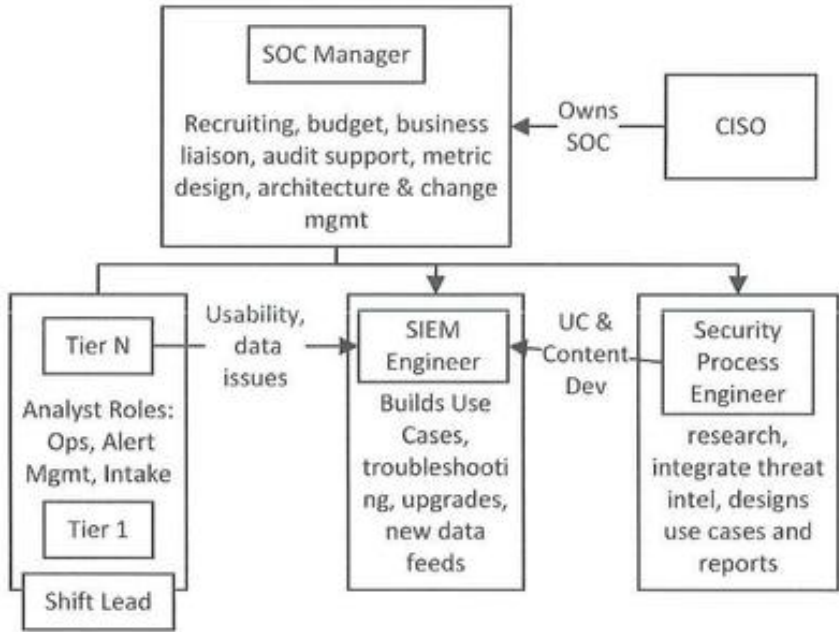 SOC Manager
Recruiting, budget, business
liaison, audit support, metric
design, architecture & change
mgmt
Owns
SOC
CISO
Tier N
Analyst Roles:
Ops, Alert
Mgmt, Intake
Tier 1
Shift Lead
Usability,
data
issues
SIEM
Engineer
Builds Use
Cases,
troubleshooti
ng, upgrades,
new data
feeds
UC &
Content
Dev
Security
Process
Engineer
research,
integrate threat
intel, designs
use cases and
reports